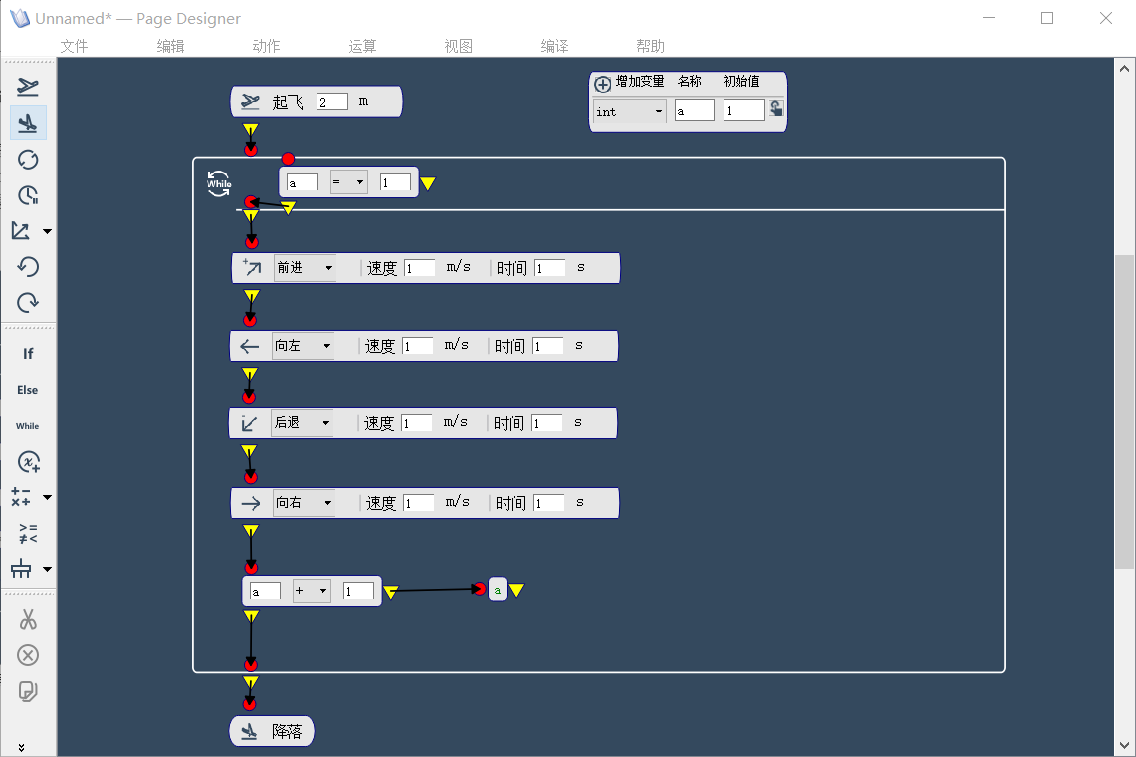 Unnamed* — Page Designer
文件 编辑 动作 运算 视图 编译 帮助
起飞 2 m
增加变量 名称 初始值
int a 1
While
a = 1
前进 速度 1 m/s 时间 1 s
向左 速度 1 m/s 时间 1 s
后退 速度 1 m/s 时间 1 s
向右 速度 1 m/s 时间 1 s
a + 1 a
降落
If
Else
While
x+
+ −
× +
> =
≠ <